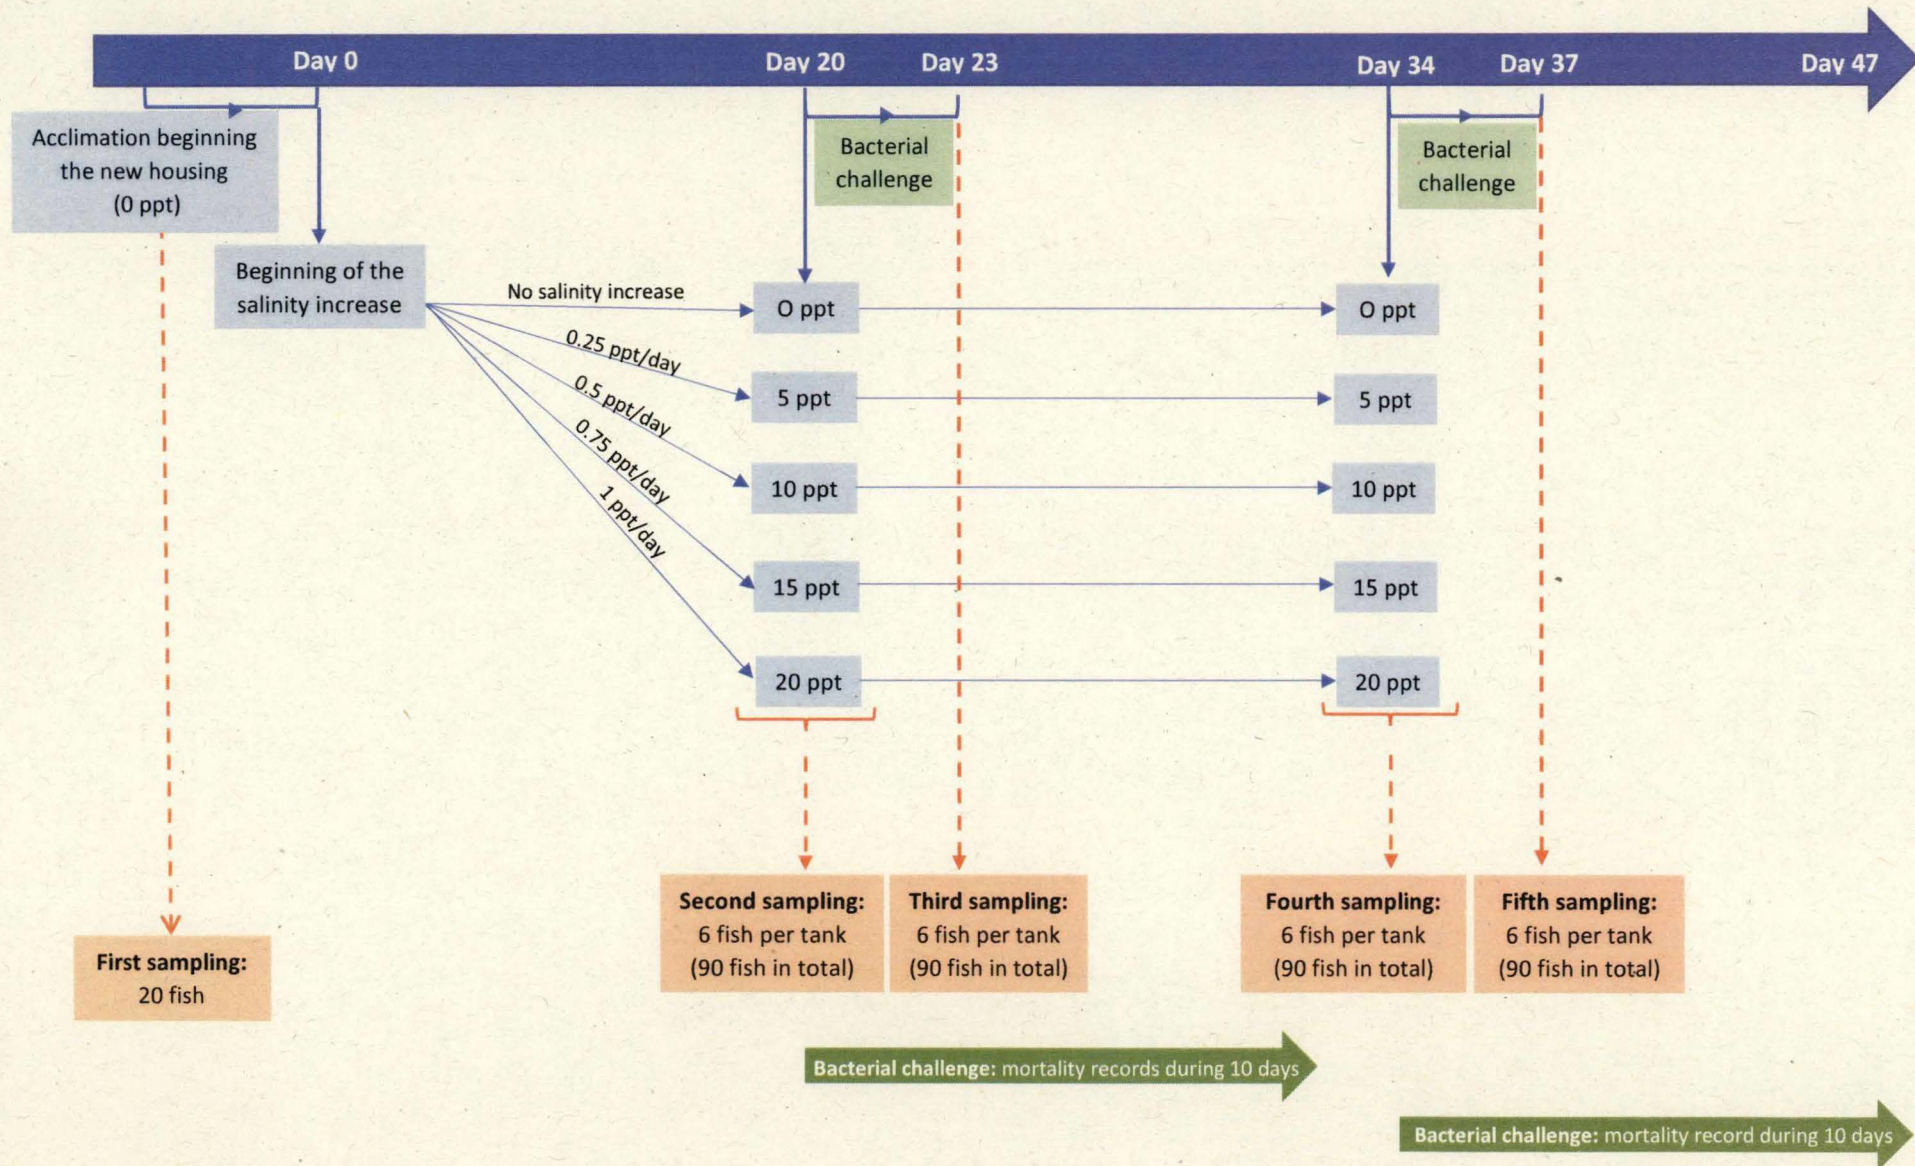 Day 0
Day 20
Day 23
Day 34
Day 37
Day 47
Acclimation beginning
the new housing
(0 ppt)
Bacterial
challenge
Bacterial
challenge
Beginning of the
salinity increase
No salinity increase
0.25 ppt/day
0.5 ppt/day
0.75 ppt/day
1 ppt/day
O ppt
O ppt
5 ppt
5 ppt
10 ppt
10 ppt
15 ppt
15 ppt
20 ppt
20 ppt
First sampling:
20 fish
Second sampling:
6 fish per tank
(90 fish in total)
Third sampling:
6 fish per tank
(90 fish in total)
Fourth sampling:
6 fish per tank
(90 fish in total)
Fifth sampling:
6 fish per tank
(90 fish in total)
Bacterial challenge: mortality records during 10 days
Bacterial challenge: mortality record during 10 days